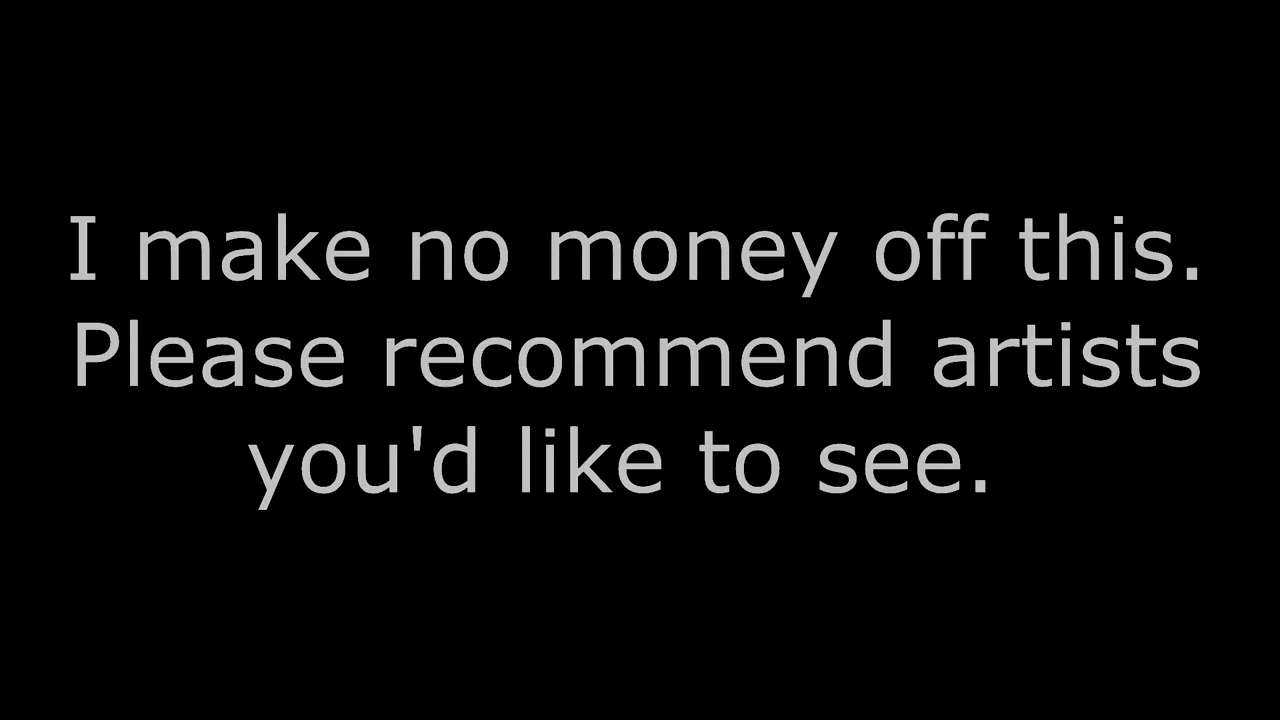 I make no money off this.
Please recommend artists
you'd like to see.